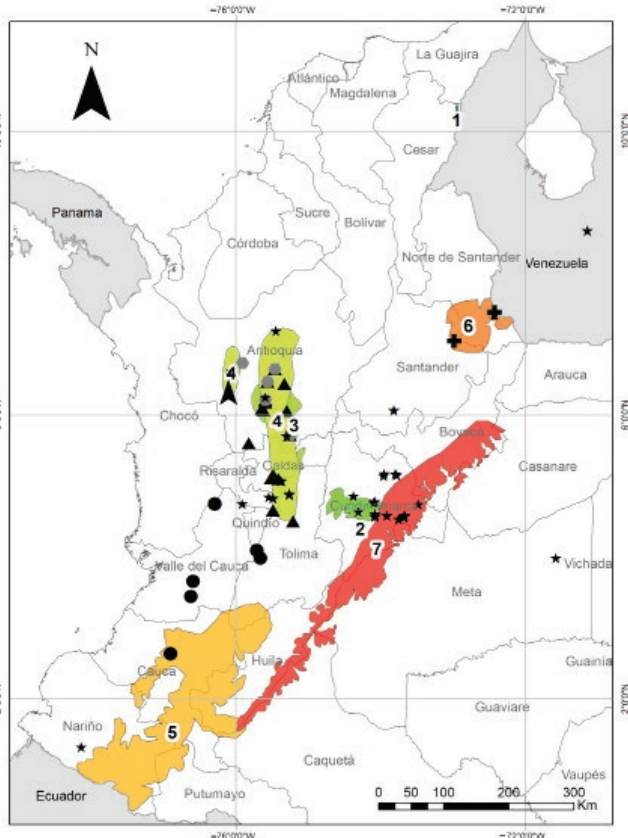 -76°0'0"W
-72°0'0"W
N
La Guajira
Atlántico
Magdalena
1
Cesar
Panama
Sucre
Bolívar
Córdoba
Norte de Santander
Venezuela
6
Antioquia
4
Santander
Arauca
Chocó
4
3
Boyaca
Casanare
Risaralda
Caldas
2
Quindío
7
Tolima
Valle del Cauca
Vichada
Meta
Huila
Cauca
Guainía
Nariño
5
Guaviare
Caquetá
Vaupés
Ecuador
Putumayo
0 50 100 200 300
Km
-76°0'0"W
-72°0'0"W